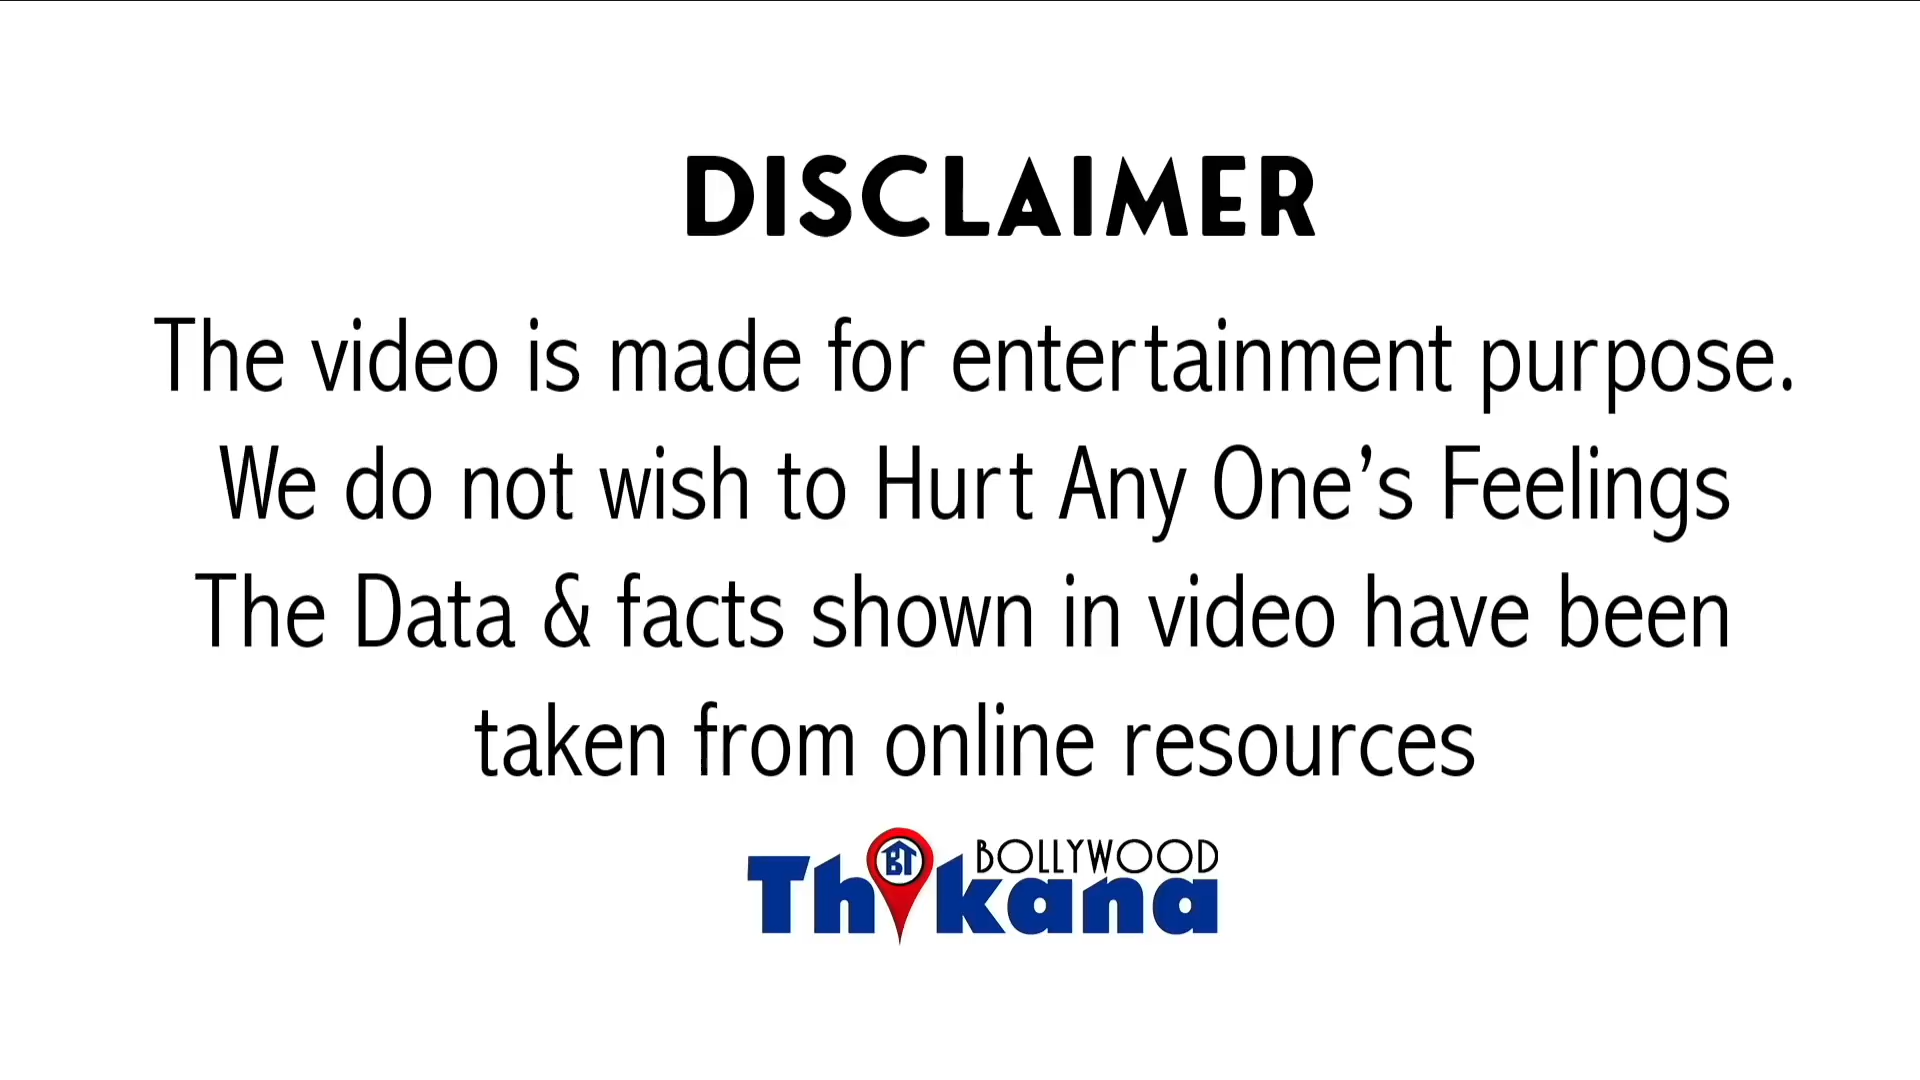 DISCLAIMER
The video is made for entertainment purpose.
We do not wish to Hurt Any One’s Feelings
The Data & facts shown in video have been
taken from online resources
BOLLYWOOD
BT
Thikana